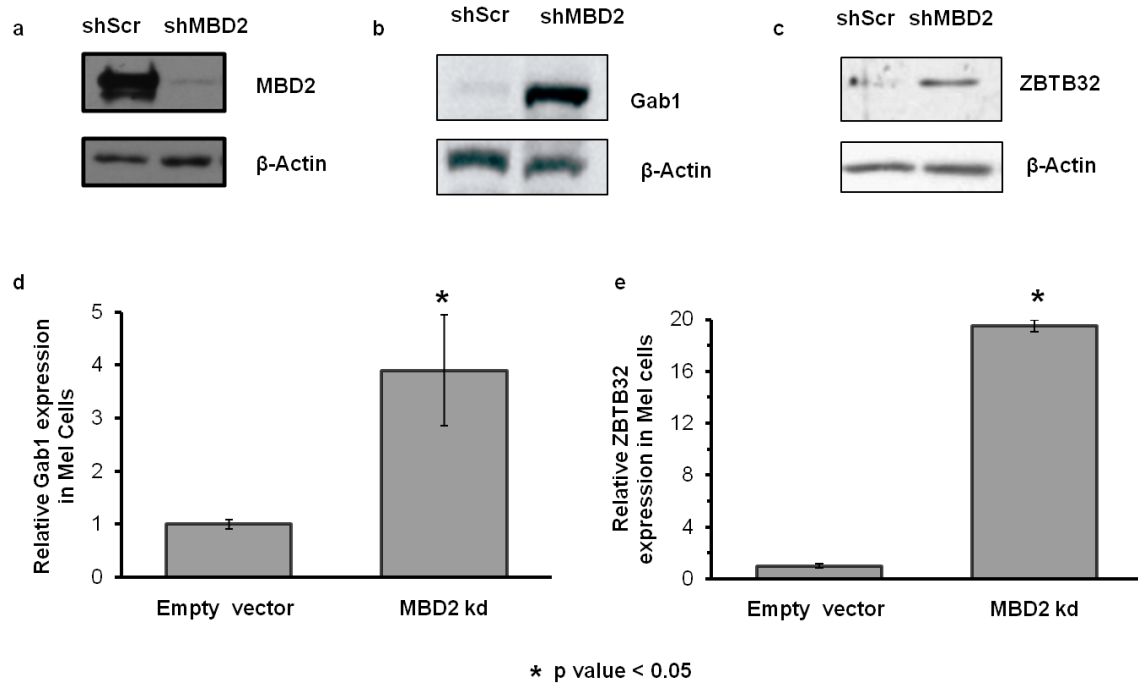 a
shScr shMBD2
MBD2
β-Actin
b
shScr shMBD2
Gab1
β-Actin
c
shScr shMBD2
ZBTB32
β-Actin
d
Relative Gab1 expression
in Mel Cells
5
4
3
2
1
0
*
Empty vector
MBD2 kd
e
Relative ZBTB32
expression in Mel cells
20
16
12
8
4
0
*
Empty vector
MBD2 kd
* p value < 0.05